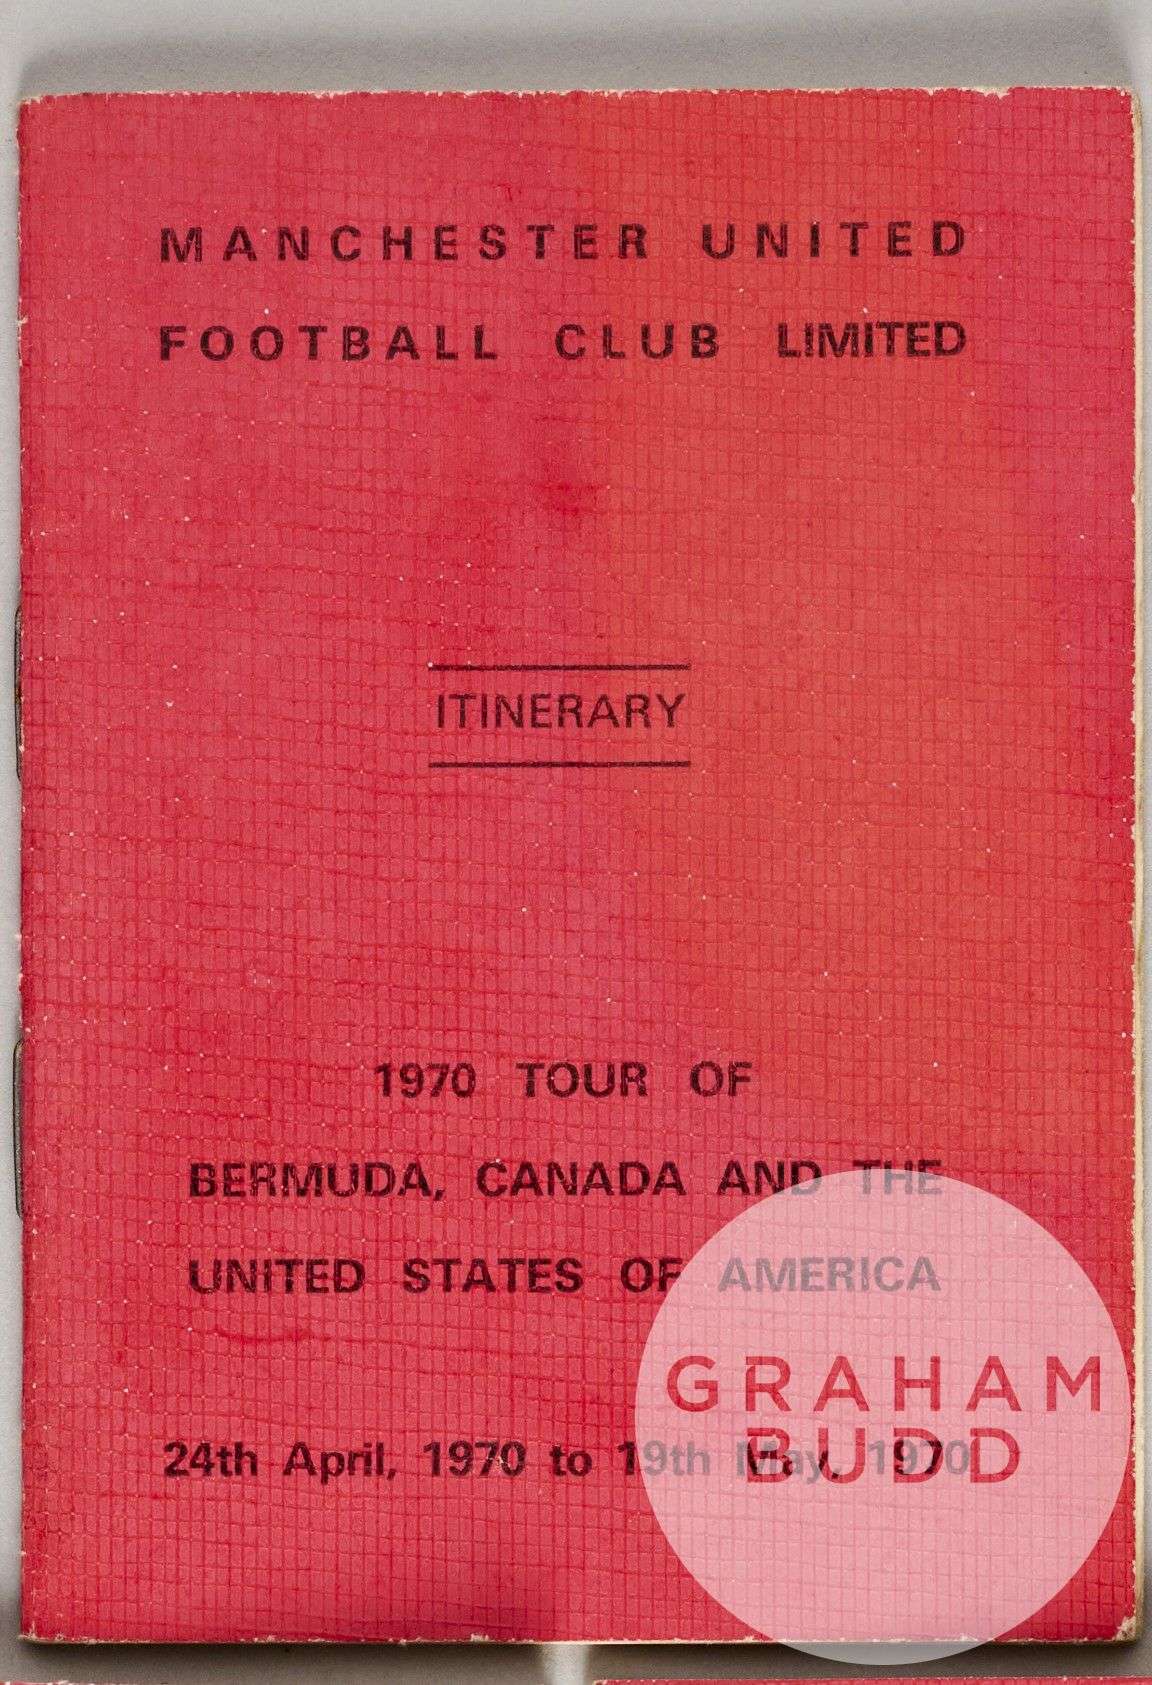 MANCHESTER UNITED
FOOTBALL CLUB LIMITED
ITINERARY
1970 TOUR OF
BERMUDA, CANADA AND THE
UNITED STATES OF AMERICA
24th April, 1970 to 19th May, 1970
GRAHAM
BUDD